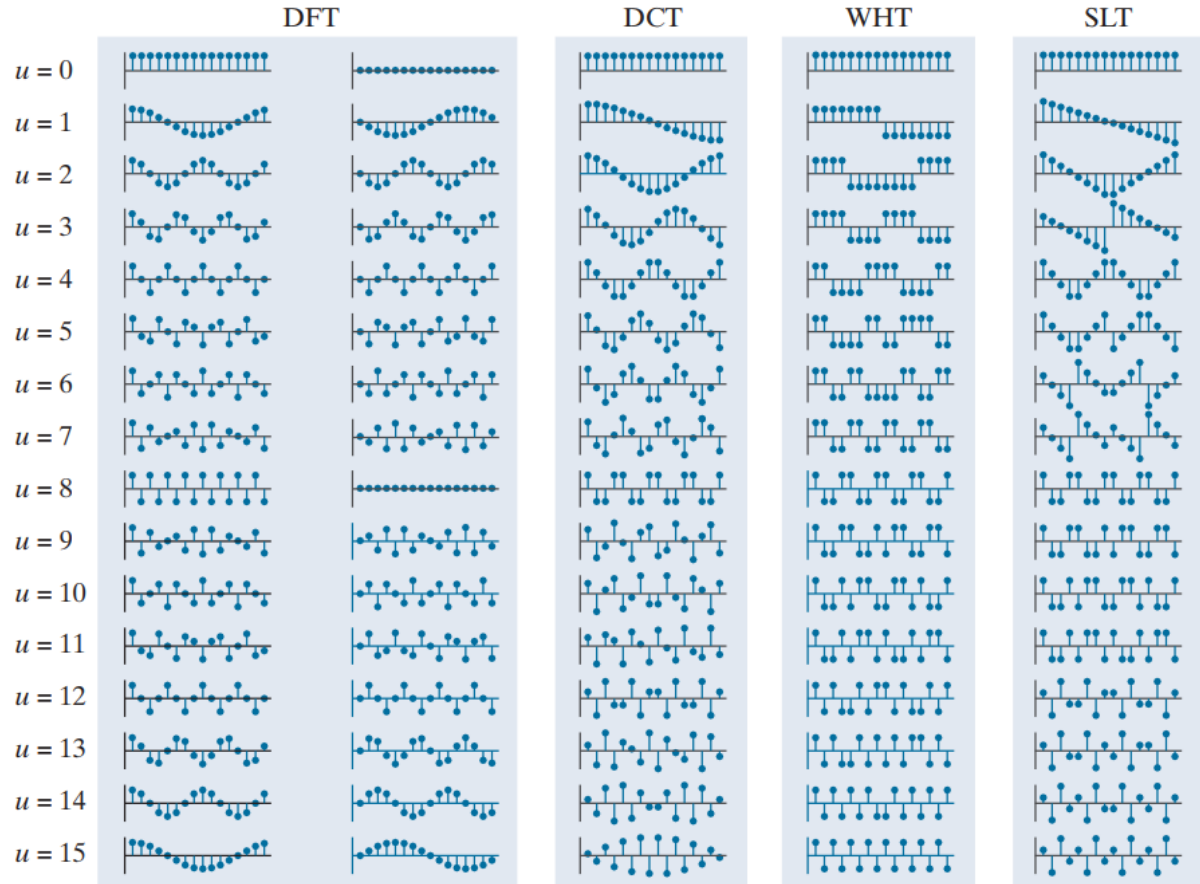 DFT DCT WHT SLT
u = 0
u = 1
u = 2
u = 3
u = 4
u = 5
u = 6
u = 7
u = 8
u = 9
u = 10
u = 11
u = 12
u = 13
u = 14
u = 15